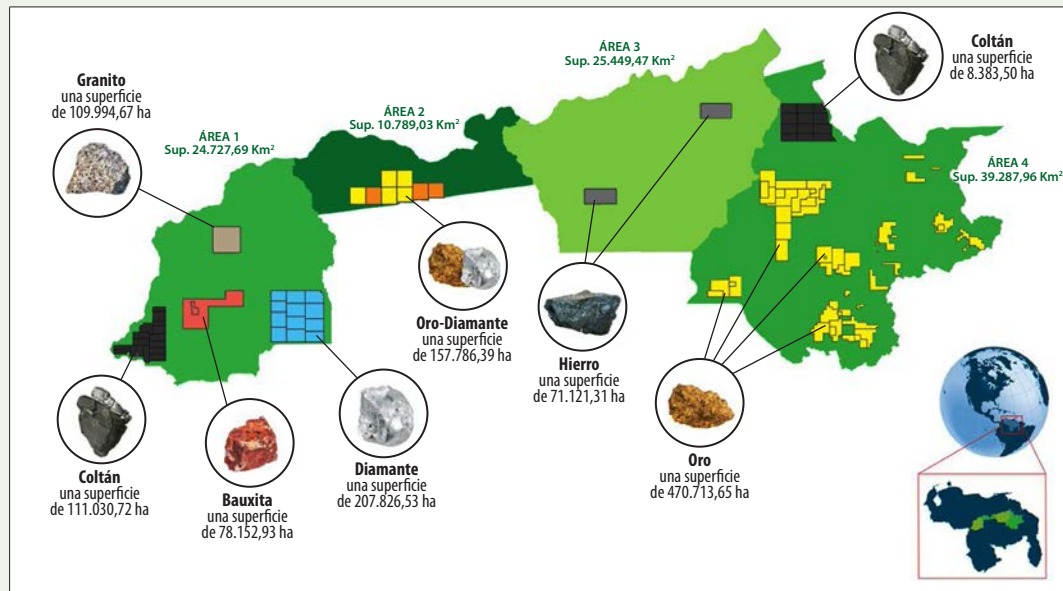 Granito
una superficie
de 109.994,67 ha
ÁREA 1
Sup. 24.727,69 Km²
ÁREA 2
Sup. 10.789,03 Km²
ÁREA 3
Sup. 25.449,47 Km²
Coltán
una superficie
de 8.383,50 ha
ÁREA 4
Sup. 39.287,96 Km²
Oro-Diamante
una superficie
de 157.786,39 ha
Hierro
una superficie
de 71.121,31 ha
Oro
una superficie
de 470.713,65 ha
Coltán
una superficie
de 111.030,72 ha
Bauxita
una superficie
de 78.152,93 ha
Diamante
una superficie
de 207.826,53 ha